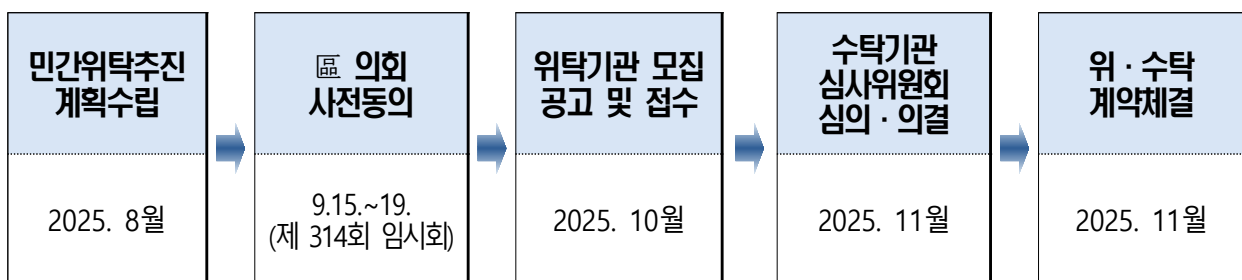 민간위탁추진
계획수립
區 의회
사전동의
위탁기관 모집
공고 및 접수
수탁기관
심사위원회
심의 · 의결
위 · 수탁
계약체결
2025. 8월
9.15.~19.
(제 314회 임시회)
2025. 10월
2025. 11월
2025. 11월